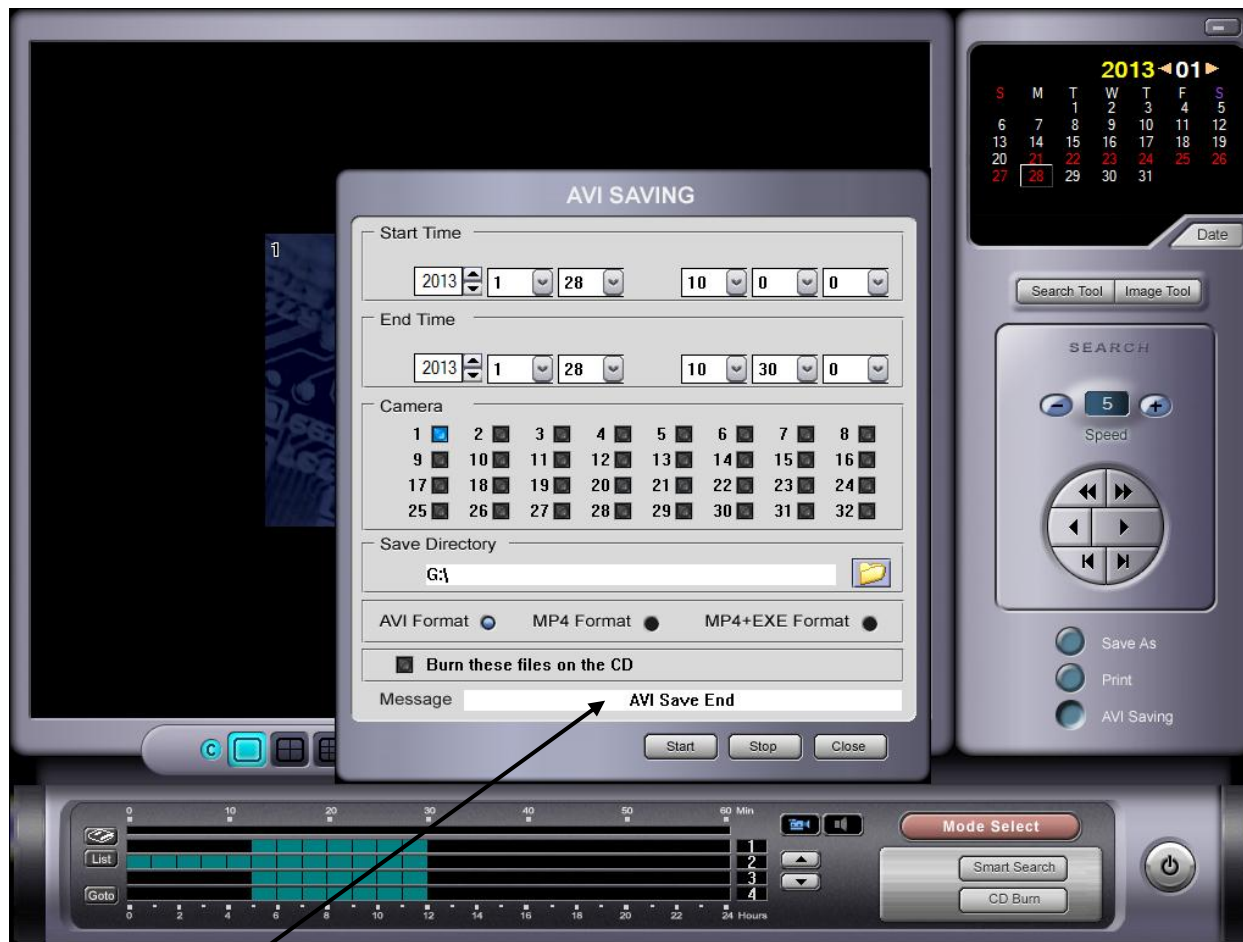 2013 01
S M T W T F S
1 2 3 4 5
6 7 8 9 10 11 12
13 14 15 16 17 18 19
20 21 22 23 24 25 26
27 28 29 30 31
Date
Search Tool Image Tool
SEARCH
5
Speed
Save As
Print
AVI Saving
1
AVI SAVING
Start Time
2013 1 28 10 0 0
End Time
2013 1 28 10 30 0
Camera
1 2 3 4 5 6 7 8
9 10 11 12 13 14 15 16
17 18 19 20 21 22 23 24
25 26 27 28 29 30 31 32
Save Directory
G:\
AVI Format MP4 Format MP4+EXE Format
Burn these files on the CD
Message AVI Save End
Start Stop Close
C
0 10 20 30 40 50 60 Min
List
Goto
1
2
3
4
0 2 4 6 8 10 12 14 16 18 20 22 24 Hours
Mode Select
Smart Search
CD Burn